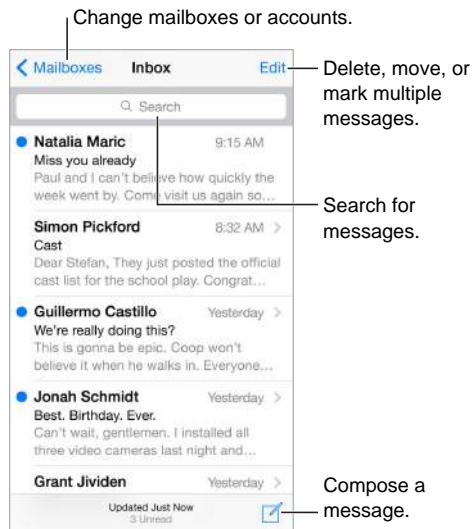 Change mailboxes or accounts.
Mailboxes Inbox Edit
Delete, move, or
mark multiple
messages.
Search
Natalia Maric 9:15 AM
Miss you already
Paul and I can't believe how quickly the
week went by. Come visit us again so...
Search for
messages.
Simon Pickford 8:32 AM
Cast
Dear Stefan, They just posted the official
cast list for the school play. Congrat...
Guillermo Castillo Yesterday
We're really doing this?
This is gonna be epic. Coop won't
believe it when he walks in. Everyone...
Jonah Schmidt Yesterday
Best. Birthday. Ever.
Can't wait, gentlemen. I installed all
three video cameras last night and...
Grant Jividen Yesterday
Updated Just Now
3 Unread
Compose a
message.